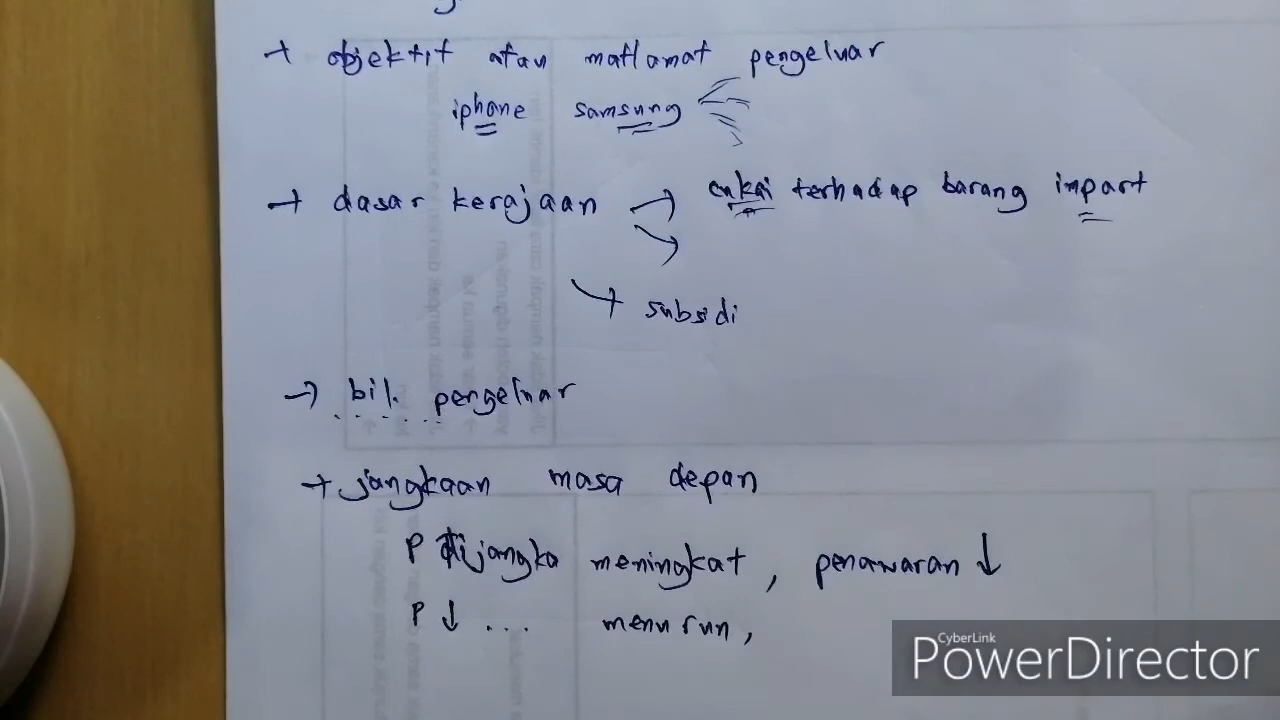 → objektif atau matlamat pengeluar
iphone samsung
→ dasar kerajaan → cukai terhadap barang import
→ subsidi
→ bil. pengeluar
→ jangkaan masa depan
P dijangka meningkat, penawaran ↓
P ↓ ... menurun,
CyberLink
PowerDirector